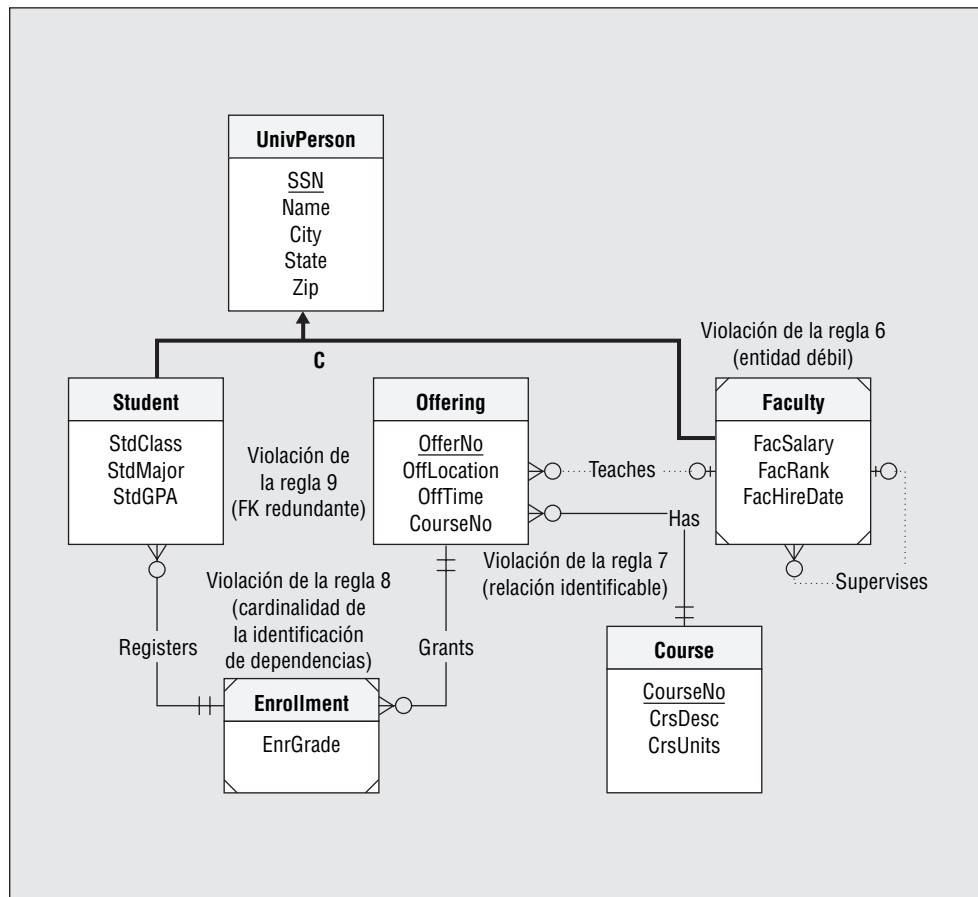 UnivPerson
SSN
Name
City
State
Zip
C
Violación de la regla 6
(entidad débil)
Student
StdClass
StdMajor
StdGPA
Violación de
la regla 9
(FK redundante)
Offering
OfferNo
OffLocation
OffTime
CourseNo
Teaches
Has
Faculty
FacSalary
FacRank
FacHireDate
Supervises
Violación de la regla 7
(relación identificable)
Violación de la regla 8
(cardinalidad de
la identificación
de dependencias)
Registers
Grants
Enrollment
EnrGrade
Course
CourseNo
CrsDesc
CrsUnits